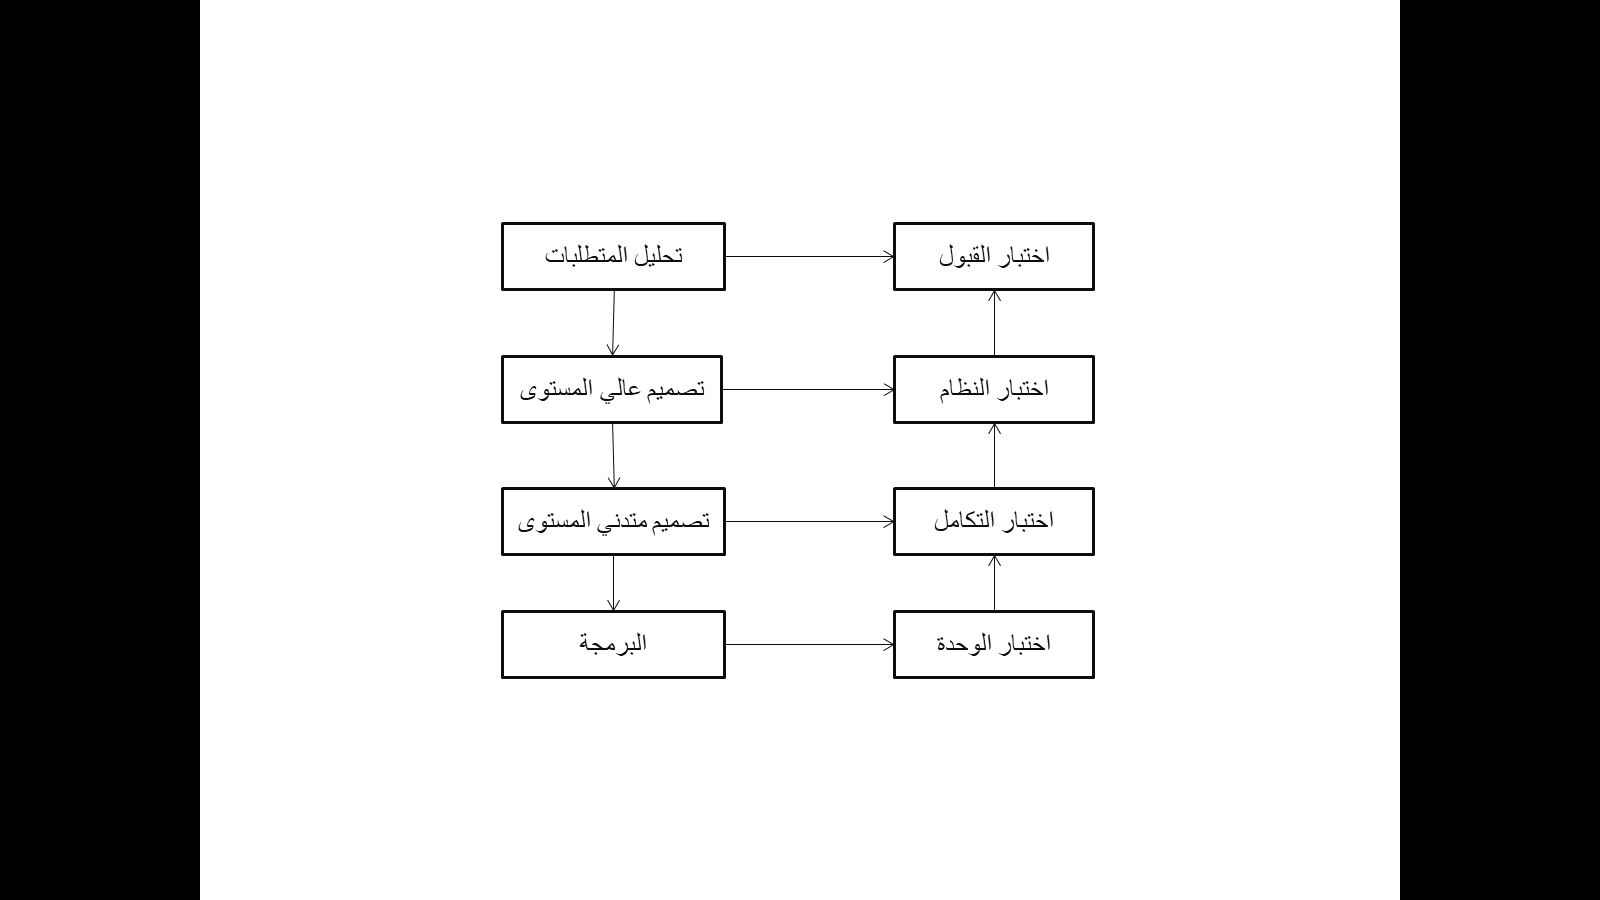 تحليل المتطلبات
اختبار القبول
تصميم عالي المستوى
اختبار النظام
تصميم متدني المستوى
اختبار التكامل
البرمجة
اختبار الوحدة